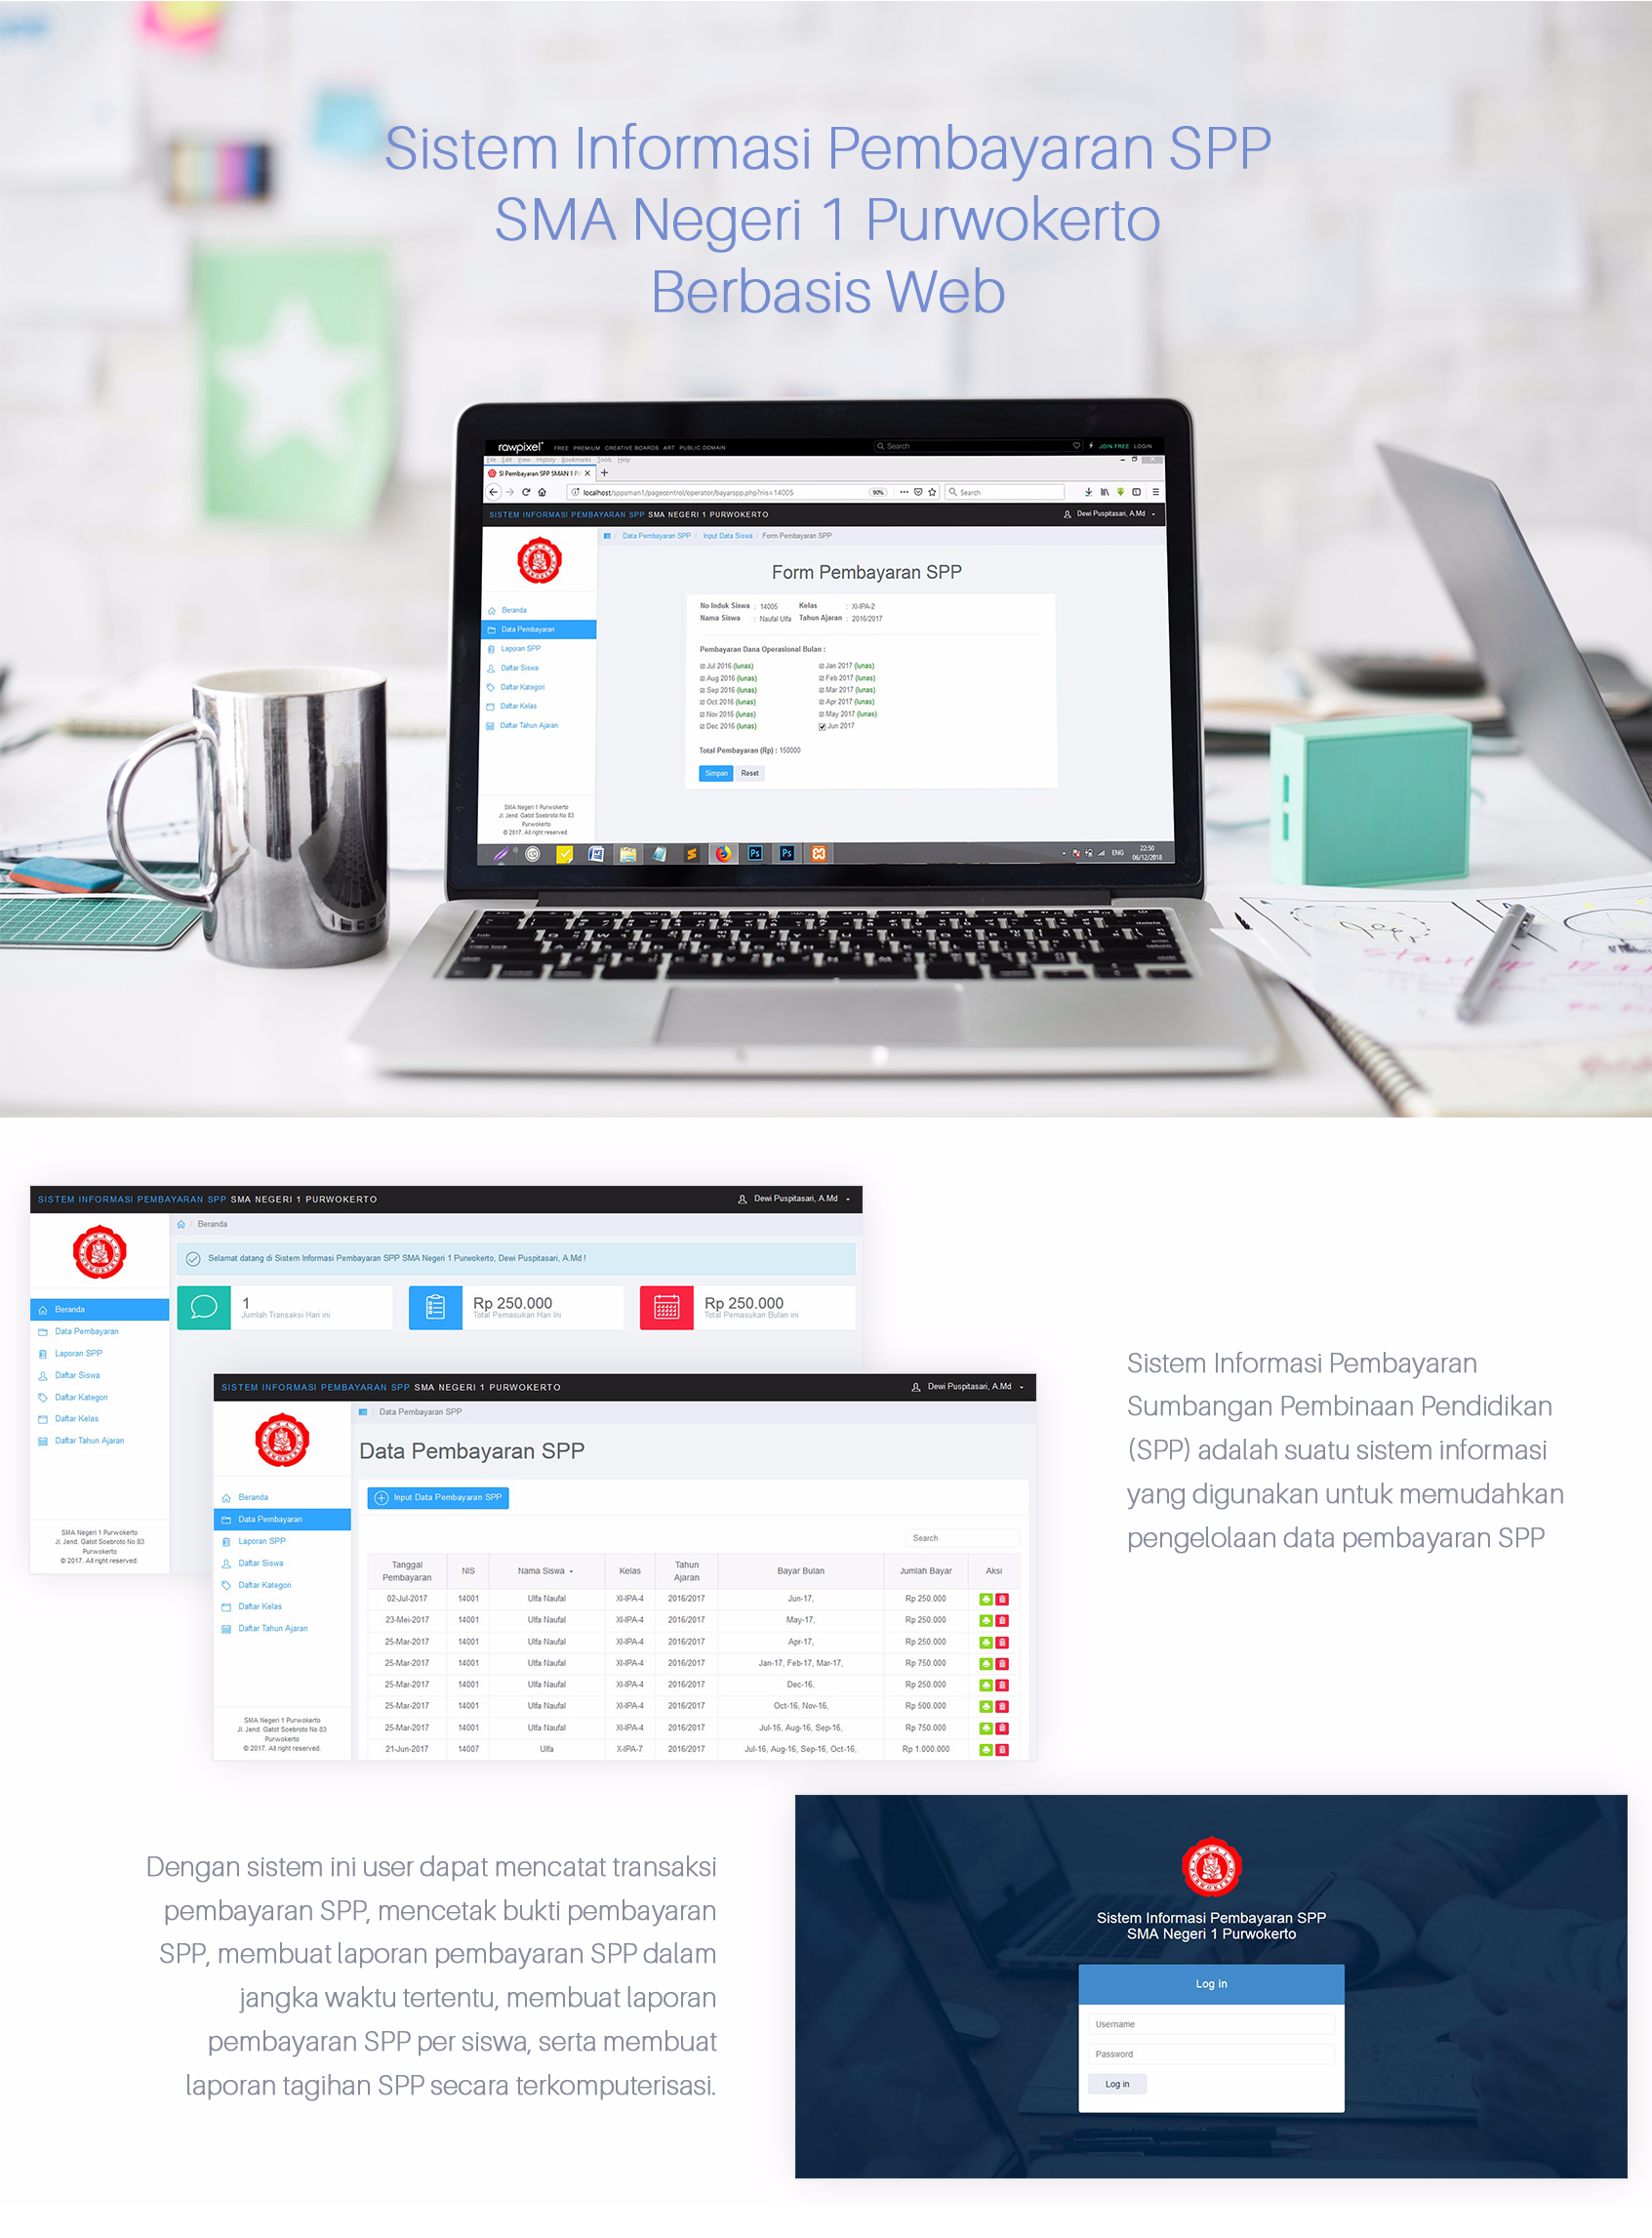 Sistem Informasi Pembayaran SPP
SMA Negeri 1 Purwokerto
Berbasis Web
rawpixel FREE PREMIUM CREATIVE BOARDS ART PUBLIC DOMAIN Search JOIN FREE LOGIN
File Edit View History Bookmarks Tools Help
SI Pembayaran SPP SMAN 1 P
localhost/sppsman1/pagecontrol/operator/bayarspp.php?nis=14005 90% Search
SISTEM INFORMASI PEMBAYARAN SPP SMA NEGERI 1 PURWOKERTO Dewi Puspitasari, A.Md
Data Pembayaran SPP / Input Data Siswa / Form Pembayaran SPP
Form Pembayaran SPP
No Induk Siswa : 14005 Kelas : XI-IPA-2
Nama Siswa : Naufal Ulfa Tahun Ajaran : 2016/2017
Pembayaran Dana Operasional Bulan :
Jul 2016 (lunas) Jan 2017 (lunas)
Aug 2016 (lunas) Feb 2017 (lunas)
Sep 2016 (lunas) Mar 2017 (lunas)
Oct 2016 (lunas) Apr 2017 (lunas)
Nov 2016 (lunas) May 2017 (lunas)
Dec 2016 (lunas) Jun 2017
Total Pembayaran (Rp) : 150000
Simpan Reset
Beranda
Data Pembayaran
Laporan SPP
Daftar Siswa
Daftar Kategori
Daftar Kelas
Daftar Tahun Ajaran
SMA Negeri 1 Purwokerto
Jl. Jend. Gatot Soebroto No 83
Purwokerto
© 2017. All right reserved.
ENG 22:50
06/12/2018
SISTEM INFORMASI PEMBAYARAN SPP SMA NEGERI 1 PURWOKERTO Dewi Puspitasari, A.Md
/ Beranda
Selamat datang di Sistem Informasi Pembayaran SPP SMA Negeri 1 Purwokerto, Dewi Puspitasari, A.Md !
1 Rp 250.000 Rp 250.000
Jumlah Transaksi Hari ini Total Pemasukan Hari Ini Total Pemasukan Bulan ini
Beranda
Data Pembayaran
Laporan SPP
Daftar Siswa
Daftar Kategori
Daftar Kelas
Daftar Tahun Ajaran
SMA Negeri 1 Purwokerto
Jl. Jend. Gatot Soebroto No 83
Purwokerto
© 2017. All right reserved.
SISTEM INFORMASI PEMBAYARAN SPP SMA NEGERI 1 PURWOKERTO Dewi Puspitasari, A.Md
/ Data Pembayaran SPP
Data Pembayaran SPP
Input Data Pembayaran SPP
Search
Tanggal Pembayaran NIS Nama Siswa Kelas Tahun Ajaran Bayar Bulan Jumlah Bayar Aksi
02-Jul-2017 14001 Ulfa Naufal XI-IPA-4 2016/2017 Jun-17, Rp 250.000
23-Mei-2017 14001 Ulfa Naufal XI-IPA-4 2016/2017 May-17, Rp 250.000
25-Mar-2017 14001 Ulfa Naufal XI-IPA-4 2016/2017 Apr-17, Rp 250.000
25-Mar-2017 14001 Ulfa Naufal XI-IPA-4 2016/2017 Jan-17, Feb-17, Mar-17, Rp 750.000
25-Mar-2017 14001 Ulfa Naufal XI-IPA-4 2016/2017 Dec-16, Rp 250.000
25-Mar-2017 14001 Ulfa Naufal XI-IPA-4 2016/2017 Oct-16, Nov-16, Rp 500.000
25-Mar-2017 14001 Ulfa Naufal XI-IPA-4 2016/2017 Jul-16, Aug-16, Sep-16, Rp 750.000
21-Jun-2017 14007 Ulfa X-IPA-7 2016/2017 Jul-16, Aug-16, Sep-16, Oct-16, Rp 1.000.000
Beranda
Data Pembayaran
Laporan SPP
Daftar Siswa
Daftar Kategori
Daftar Kelas
Daftar Tahun Ajaran
SMA Negeri 1 Purwokerto
Jl. Jend. Gatot Soebroto No 83
Purwokerto
© 2017. All right reserved.
Sistem Informasi Pembayaran
Sumbangan Pembinaan Pendidikan
(SPP) adalah suatu sistem informasi
yang digunakan untuk memudahkan
pengelolaan data pembayaran SPP
Dengan sistem ini user dapat mencatat transaksi
pembayaran SPP, mencetak bukti pembayaran
SPP, membuat laporan pembayaran SPP dalam
jangka waktu tertentu, membuat laporan
pembayaran SPP per siswa, serta membuat
laporan tagihan SPP secara terkomputerisasi.
Sistem Informasi Pembayaran SPP
SMA Negeri 1 Purwokerto
Log in
Username
Password
Log in